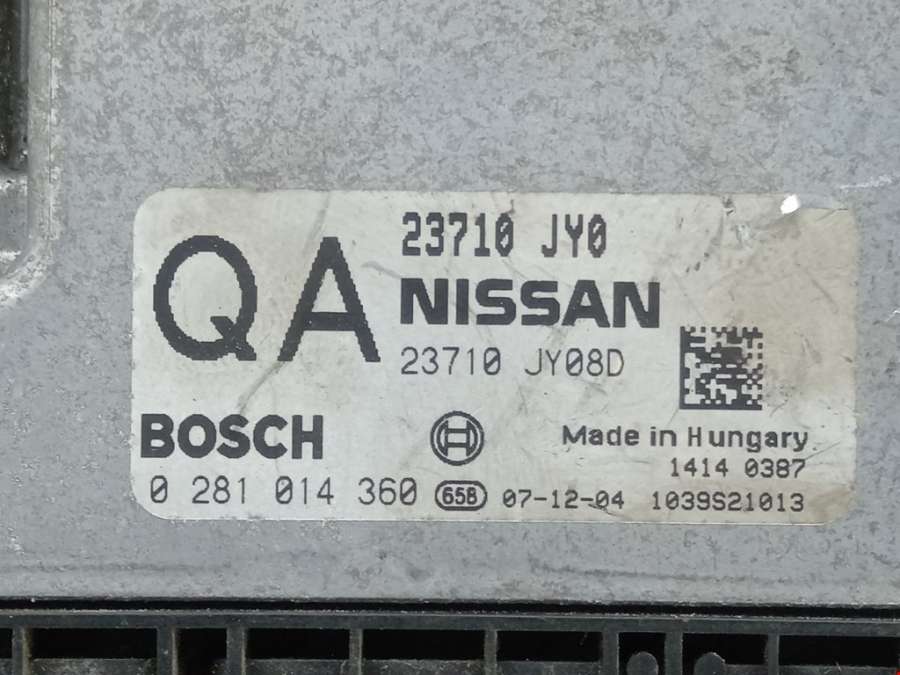 QA
23710 JY0
NISSAN
23710 JY08D
BOSCH
Made in Hungary
1414 0387
0 281 014 360 658 07-12-04 1039S21013